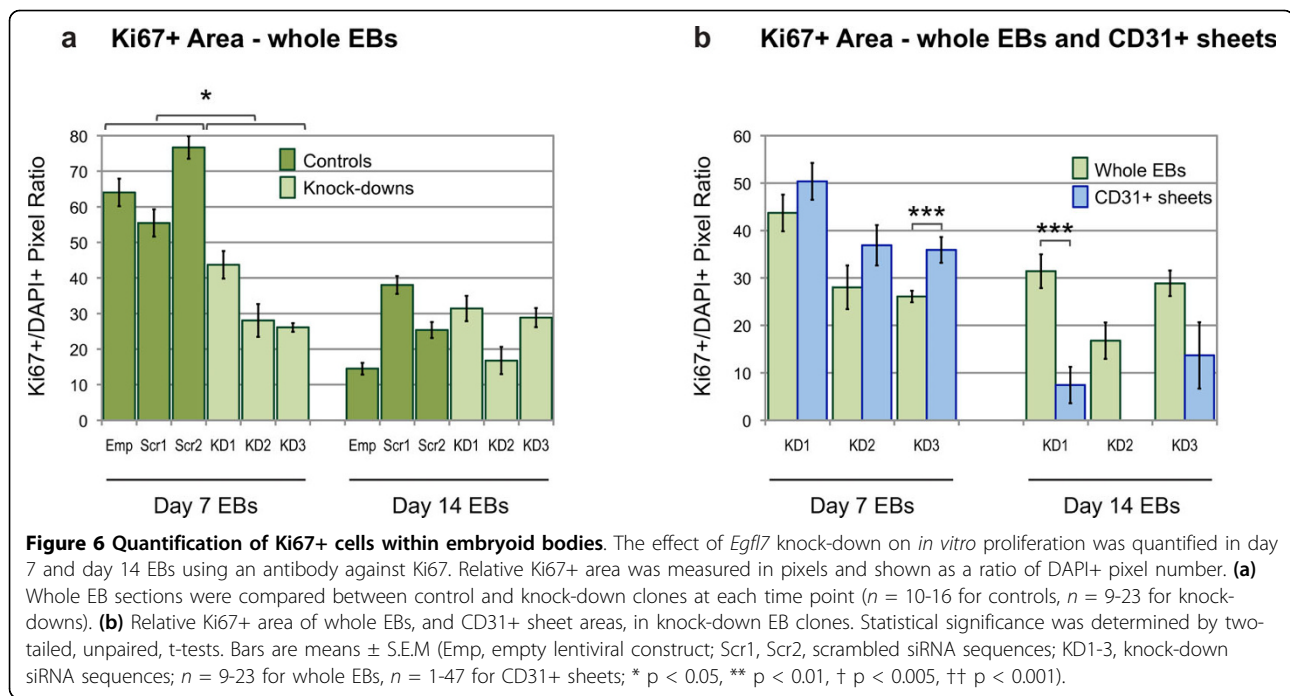 a Ki67+ Area - whole EBs
*
Ki67+/DAPI+ Pixel Ratio
80
70
60
50
40
30
20
10
0
Controls
Knock-downs
Emp Scr1 Scr2 KD1 KD2 KD3 Emp Scr1 Scr2 KD1 KD2 KD3
Day 7 EBs Day 14 EBs
b Ki67+ Area - whole EBs and CD31+ sheets
Ki67+/DAPI+ Pixel Ratio
60
50
40
30
20
10
0
Whole EBs
CD31+ sheets
*** ***
KD1 KD2 KD3 KD1 KD2 KD3
Day 7 EBs Day 14 EBs
Figure 6 Quantification of Ki67+ cells within embryoid bodies. The effect of Egfl7 knock-down on in vitro proliferation was quantified in day
7 and day 14 EBs using an antibody against Ki67. Relative Ki67+ area was measured in pixels and shown as a ratio of DAPI+ pixel number. (a)
Whole EB sections were compared between control and knock-down clones at each time point (n = 10-16 for controls, n = 9-23 for knock-
downs). (b) Relative Ki67+ area of whole EBs, and CD31+ sheet areas, in knock-down EB clones. Statistical significance was determined by two-
tailed, unpaired, t-tests. Bars are means ± S.E.M (Emp, empty lentiviral construct; Scr1, Scr2, scrambled siRNA sequences; KD1-3, knock-down
siRNA sequences; n = 9-23 for whole EBs, n = 1-47 for CD31+ sheets; * p < 0.05, ** p < 0.01, † p < 0.005, †† p < 0.001).